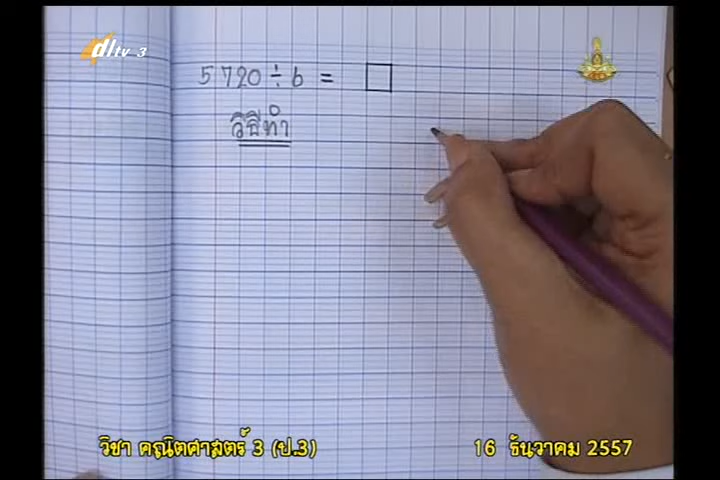 dltv 3
5720 ÷ 6 = □
วิธีทำ
วิชา คณิตศาสตร์ 3 (ป.3)
16 ธันวาคม 2557